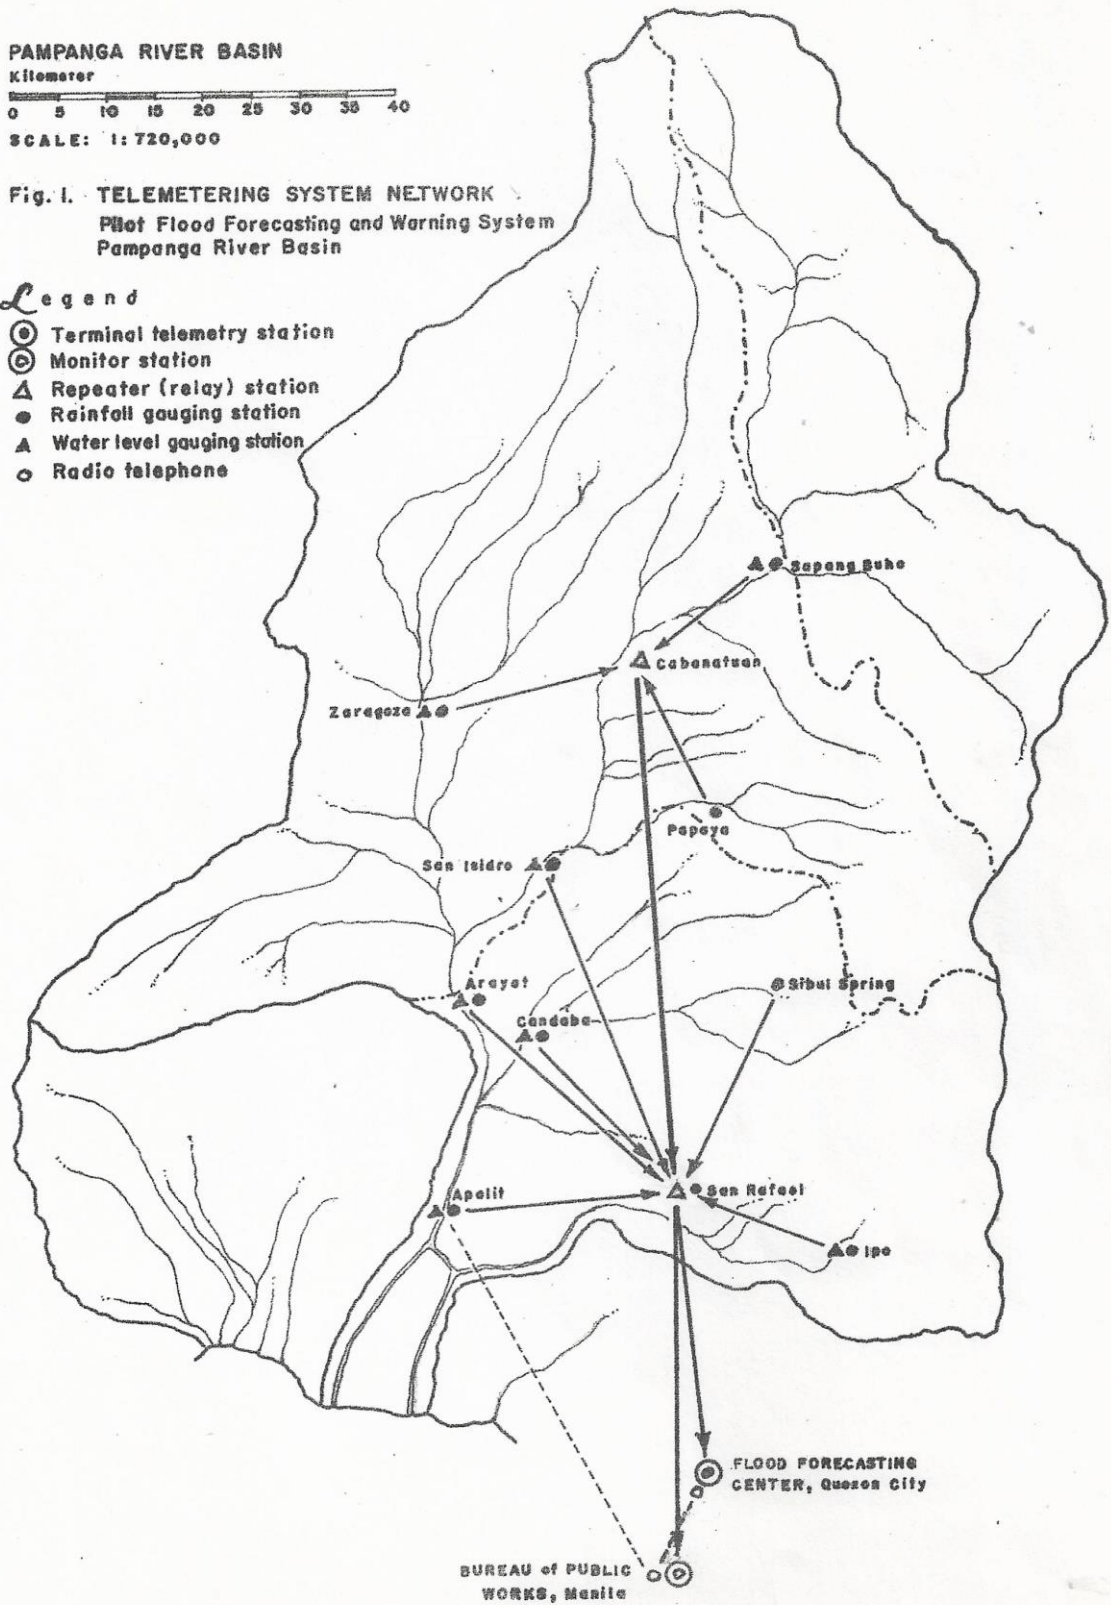 PAMPANGA RIVER BASIN
Kilometer
0 5 10 15 20 25 30 35 40
SCALE: 1:720,000
Fig. 1. TELEMETERING SYSTEM NETWORK
Pilot Flood Forecasting and Warning System
Pampanga River Basin
Legend
Terminal telemetry station
Monitor station
Repeater (relay) station
Rainfall gauging station
Water level gauging station
Radio telephone
Sapang Buho
Cabanatuan
Zaragoza
Papaya
San Isidro
Arayat
Sibul Spring
Candaba
San Rafael
Apalit
Ipo
FLOOD FORECASTING
CENTER, Quezon City
BUREAU of PUBLIC
WORKS, Manila